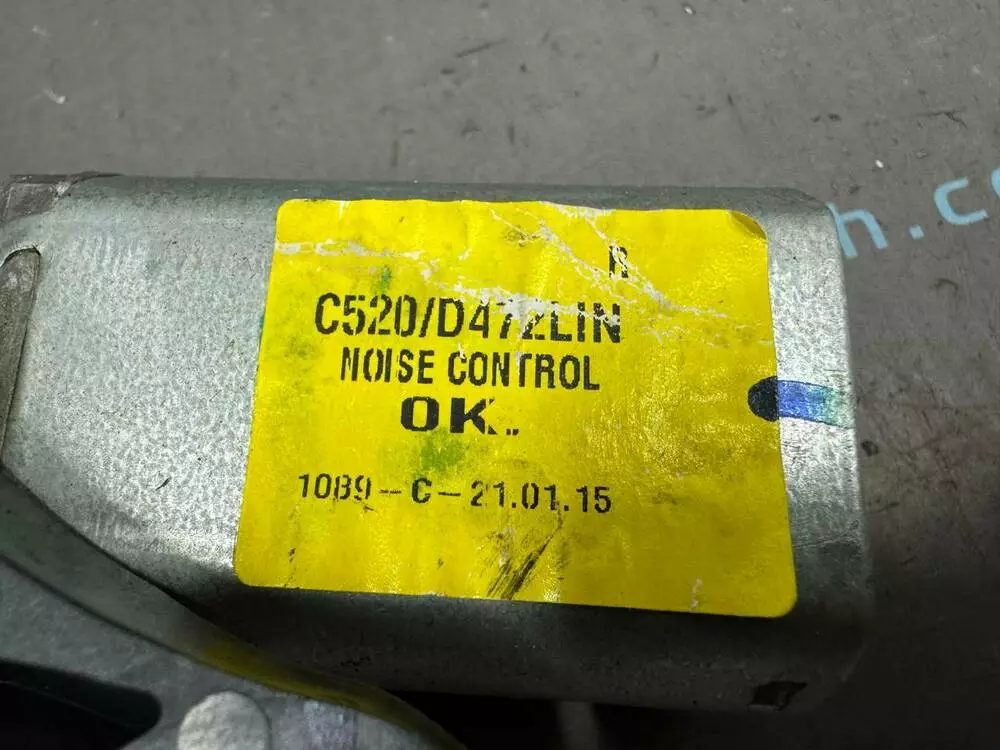 R
C520/D472LIN
NOISE CONTROL
OK..
1089-C-21.01.15
h.c